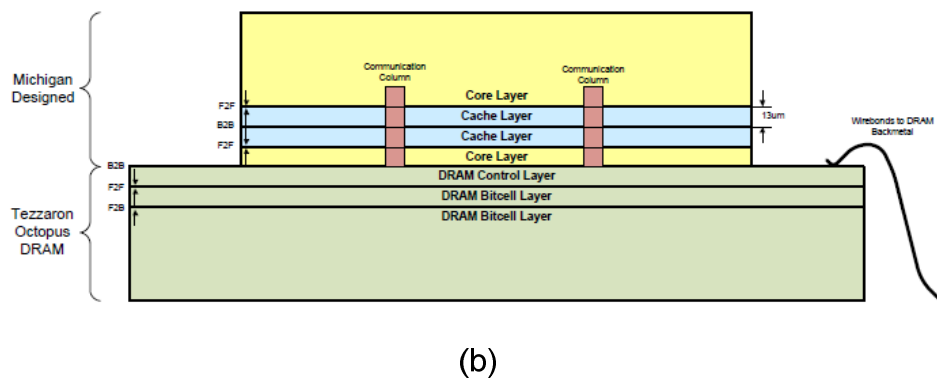 Michigan
Designed
Communication
Column
Communication
Column
F2F
Core Layer
Cache Layer
13um
B2B
Cache Layer
F2F
Core Layer
Wirebonds to DRAM
Backmetal
B2B
DRAM Control Layer
F2F
DRAM Bitcell Layer
F2B
DRAM Bitcell Layer
Tezzaron
Octopus
DRAM
(b)